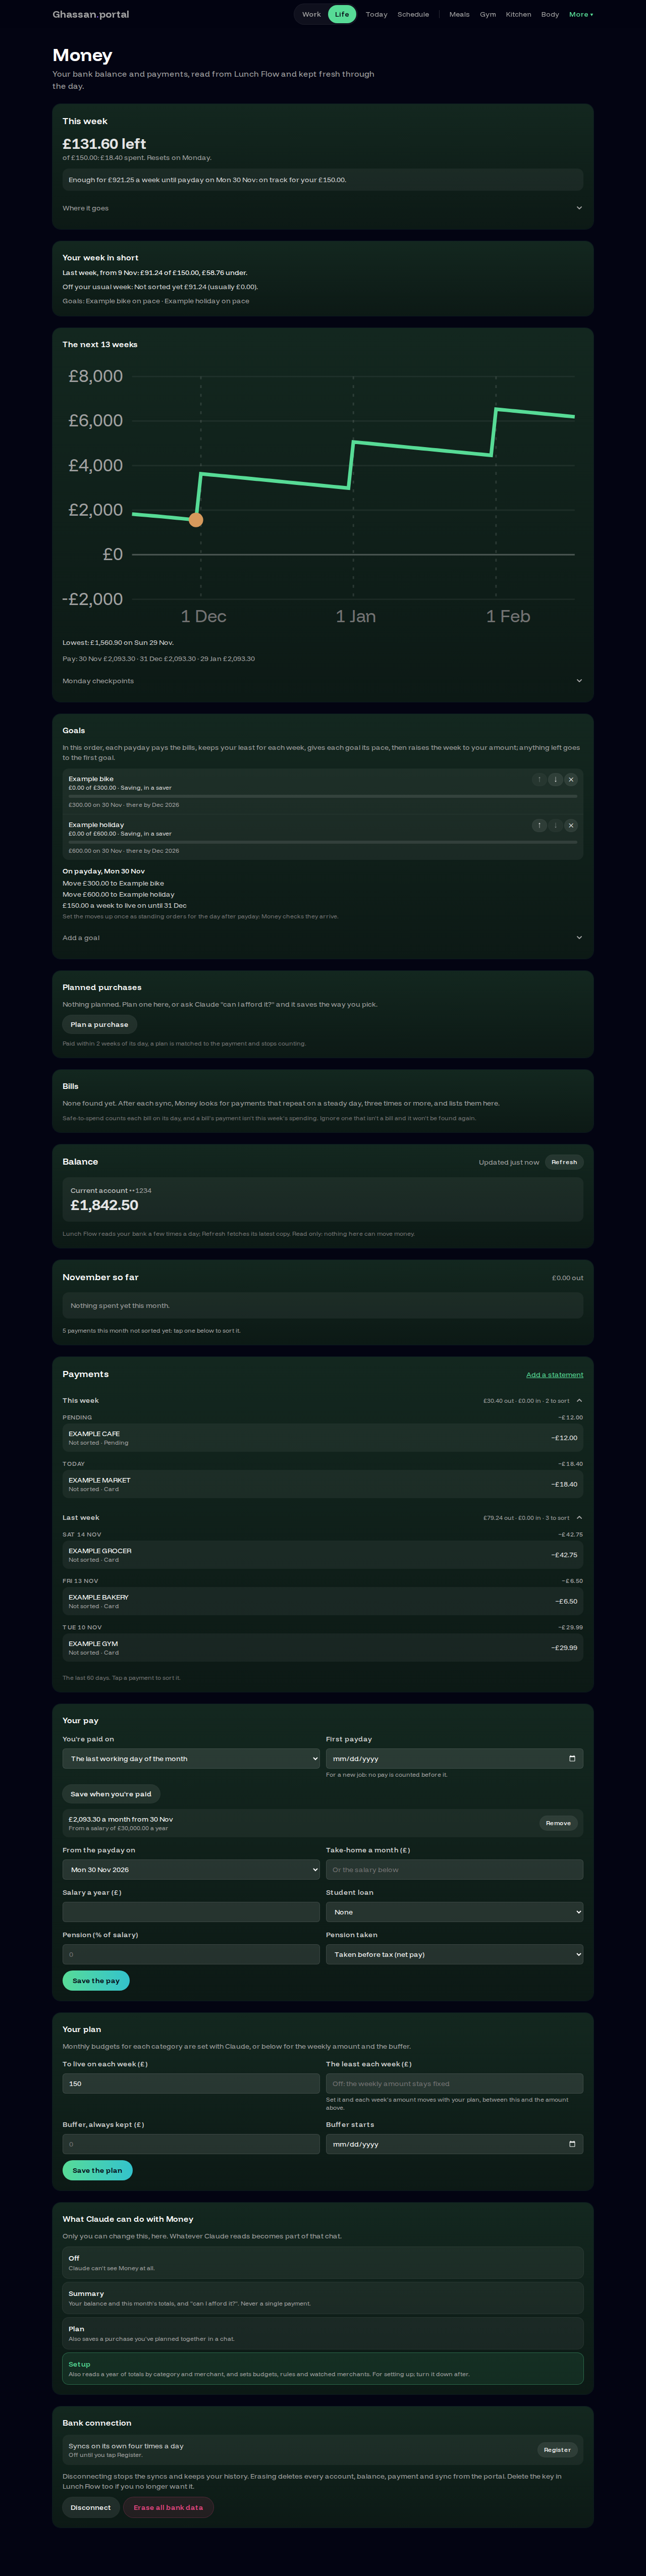 Ghassan.portal
Work Life Today Schedule Meals Gym Kitchen Body More ▾
Money
Your bank balance and payments, read from Lunch Flow and kept fresh through
the day.
This week
£131.60 left
of £150.00: £18.40 spent. Resets on Monday.
Enough for £921.25 a week until payday on Mon 30 Nov: on track for your £150.00.
Where it goes
Your week in short
Last week, from 9 Nov: £91.24 of £150.00, £58.76 under.
Off your usual week: Not sorted yet £91.24 (usually £0.00).
Goals: Example bike on pace · Example holiday on pace
The next 13 weeks
£8,000
£6,000
£4,000
£2,000
£0
-£2,000
1 Dec 1 Jan 1 Feb
Lowest: £1,560.90 on Sun 29 Nov.
Pay: 30 Nov £2,093.30 · 31 Dec £2,093.30 · 29 Jan £2,093.30
Monday checkpoints
Goals
In this order, each payday pays the bills, keeps your least for each week, gives each goal its pace, then raises the week to your amount; anything left goes
to the first goal.
Example bike ↑ ↓ ✕
£0.00 of £300.00 · Saving, in a saver
£300.00 on 30 Nov · there by Dec 2026
Example holiday ↑ ↓ ✕
£0.00 of £600.00 · Saving, in a saver
£600.00 on 30 Nov · there by Dec 2026
On payday, Mon 30 Nov
Move £300.00 to Example bike
Move £600.00 to Example holiday
£150.00 a week to live on until 31 Dec
Set the moves up once as standing orders for the day after payday: Money checks they arrive.
Add a goal
Planned purchases
Nothing planned. Plan one here, or ask Claude "can I afford it?" and it saves the way you pick.
Plan a purchase
Paid within 2 weeks of its day, a plan is matched to the payment and stops counting.
Bills
None found yet. After each sync, Money looks for payments that repeat on a steady day, three times or more, and lists them here.
Safe-to-spend counts each bill on its day, and a bill's payment isn't this week's spending. Ignore one that isn't a bill and it won't be found again.
Balance Updated just now Refresh
Current account ••1234
£1,842.50
Lunch Flow reads your bank a few times a day; Refresh fetches its latest copy. Read only: nothing here can move money.
November so far £0.00 out
Nothing spent yet this month.
5 payments this month not sorted yet: tap one below to sort it.
Payments Add a statement
This week £30.40 out · £0.00 in · 2 to sort
PENDING −£12.00
EXAMPLE CAFE −£12.00
Not sorted · Pending
TODAY −£18.40
EXAMPLE MARKET −£18.40
Not sorted · Card
Last week £79.24 out · £0.00 in · 3 to sort
SAT 14 NOV −£42.75
EXAMPLE GROCER −£42.75
Not sorted · Card
FRI 13 NOV −£6.50
EXAMPLE BAKERY −£6.50
Not sorted · Card
TUE 10 NOV −£29.99
EXAMPLE GYM −£29.99
Not sorted · Card
The last 60 days. Tap a payment to sort it.
Your pay
You're paid on First payday
The last working day of the month mm/dd/yyyy
For a new job: no pay is counted before it.
Save when you're paid
£2,093.30 a month from 30 Nov Remove
From a salary of £30,000.00 a year
From the payday on Take-home a month (£)
Mon 30 Nov 2026 Or the salary below
Salary a year (£) Student loan
None
Pension (% of salary) Pension taken
0 Taken before tax (net pay)
Save the pay
Your plan
Monthly budgets for each category are set with Claude, or below for the weekly amount and the buffer.
To live on each week (£) The least each week (£)
150 Off: the weekly amount stays fixed
Set it and each week's amount moves with your plan, between this and the amount
above.
Buffer, always kept (£) Buffer starts
0 mm/dd/yyyy
Save the plan
What Claude can do with Money
Only you can change this, here. Whatever Claude reads becomes part of that chat.
Off
Claude can't see Money at all.
Summary
Your balance and this month's totals, and "can I afford it?". Never a single payment.
Plan
Also saves a purchase you've planned together in a chat.
Set up
Also reads a year of totals by category and merchant, and sets budgets, rules and watched merchants. For setting up; turn it down after.
Bank connection
Syncs on its own four times a day Register
Off until you tap Register.
Disconnecting stops the syncs and keeps your history. Erasing deletes every account, balance, payment and sync from the portal. Delete the key in
Lunch Flow too if you no longer want it.
Disconnect Erase all bank data